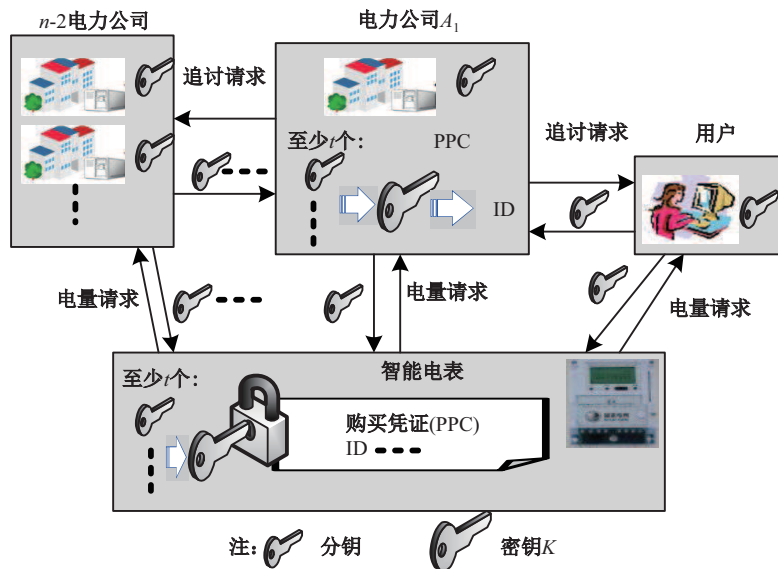 n-2电力公司
电力公司A₁
追讨请求
至少t个:
PPC
ID
追讨请求
用户
电量请求
电量请求
电量请求
智能电表
至少t个:
购买凭证(PPC)
ID
注:
分钥
密钥K